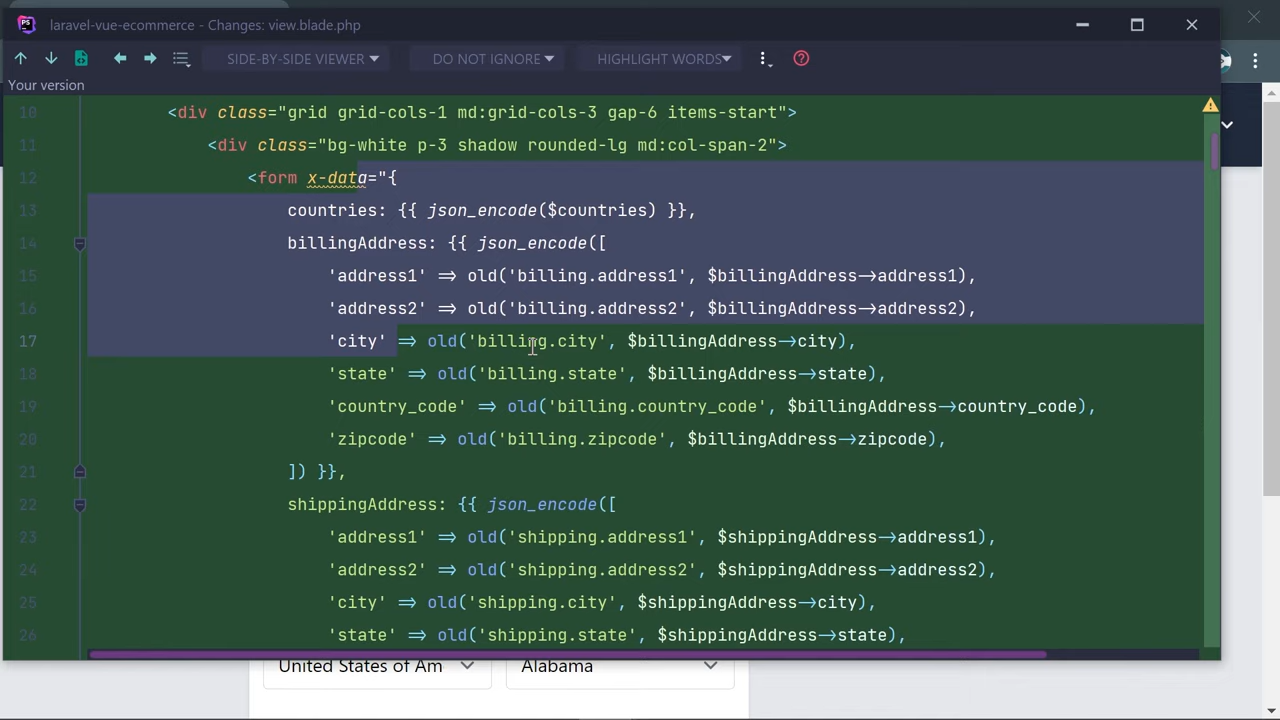 laravel-vue-ecommerce - Changes: view.blade.php
SIDE-BY-SIDE VIEWER DO NOT IGNORE HIGHLIGHT WORDS
Your version
10 <div class="grid grid-cols-1 md:grid-cols-3 gap-6 items-start">
11 <div class="bg-white p-3 shadow rounded-lg md:col-span-2">
12 <form x-data="{
13 countries: {{ json_encode($countries) }},
14 billingAddress: {{ json_encode([
15 'address1' => old('billing.address1', $billingAddress->address1),
16 'address2' => old('billing.address2', $billingAddress->address2),
17 'city' => old('billing.city', $billingAddress->city),
18 'state' => old('billing.state', $billingAddress->state),
19 'country_code' => old('billing.country_code', $billingAddress->country_code),
20 'zipcode' => old('billing.zipcode', $billingAddress->zipcode),
21 ]) }},
22 shippingAddress: {{ json_encode([
23 'address1' => old('shipping.address1', $shippingAddress->address1),
24 'address2' => old('shipping.address2', $shippingAddress->address2),
25 'city' => old('shipping.city', $shippingAddress->city),
26 'state' => old('shipping.state', $shippingAddress->state),
United States of Am Alabama